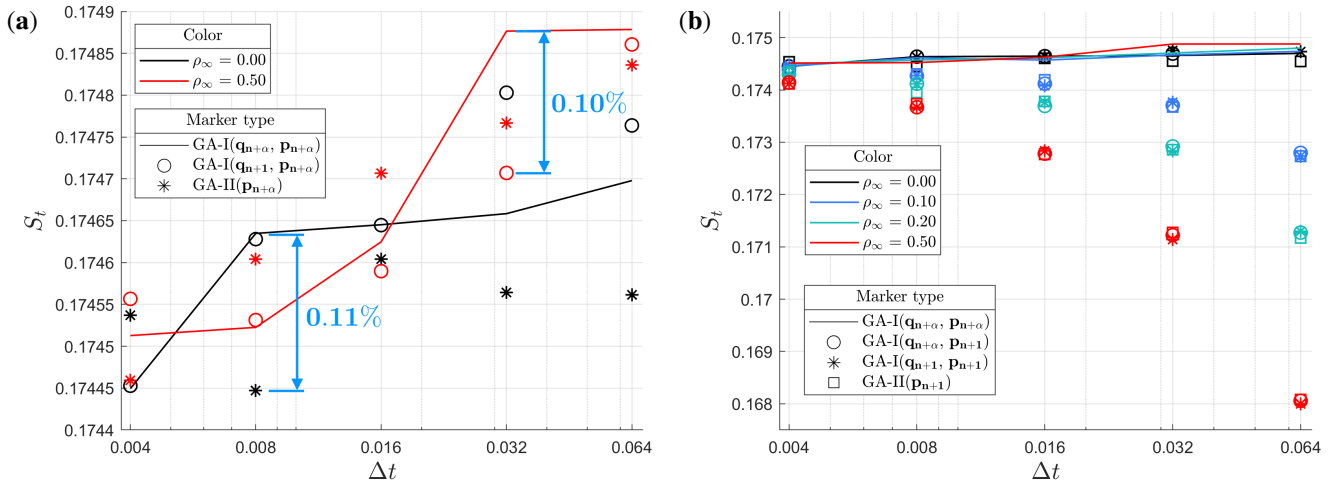 (a)
0.1749
0.17485
0.1748
0.17475
0.1747
0.17465
0.1746
0.17455
0.1745
0.17445
0.1744
S_t
Color
ρ∞ = 0.00
ρ∞ = 0.50
Marker type
GA-I(q_{n+α}, p_{n+α})
GA-I(q_{n+1}, p_{n+α})
GA-II(p_{n+α})
0.10%
0.11%
0.004
0.008
0.016
0.032
0.064
Δt
(b)
0.175
0.174
0.173
0.172
0.171
0.17
0.169
0.168
S_t
Color
ρ∞ = 0.00
ρ∞ = 0.10
ρ∞ = 0.20
ρ∞ = 0.50
Marker type
GA-I(q_{n+α}, p_{n+α})
GA-I(q_{n+α}, p_{n+1})
GA-I(q_{n+1}, p_{n+1})
GA-II(p_{n+1})
0.004
0.008
0.016
0.032
0.064
Δt